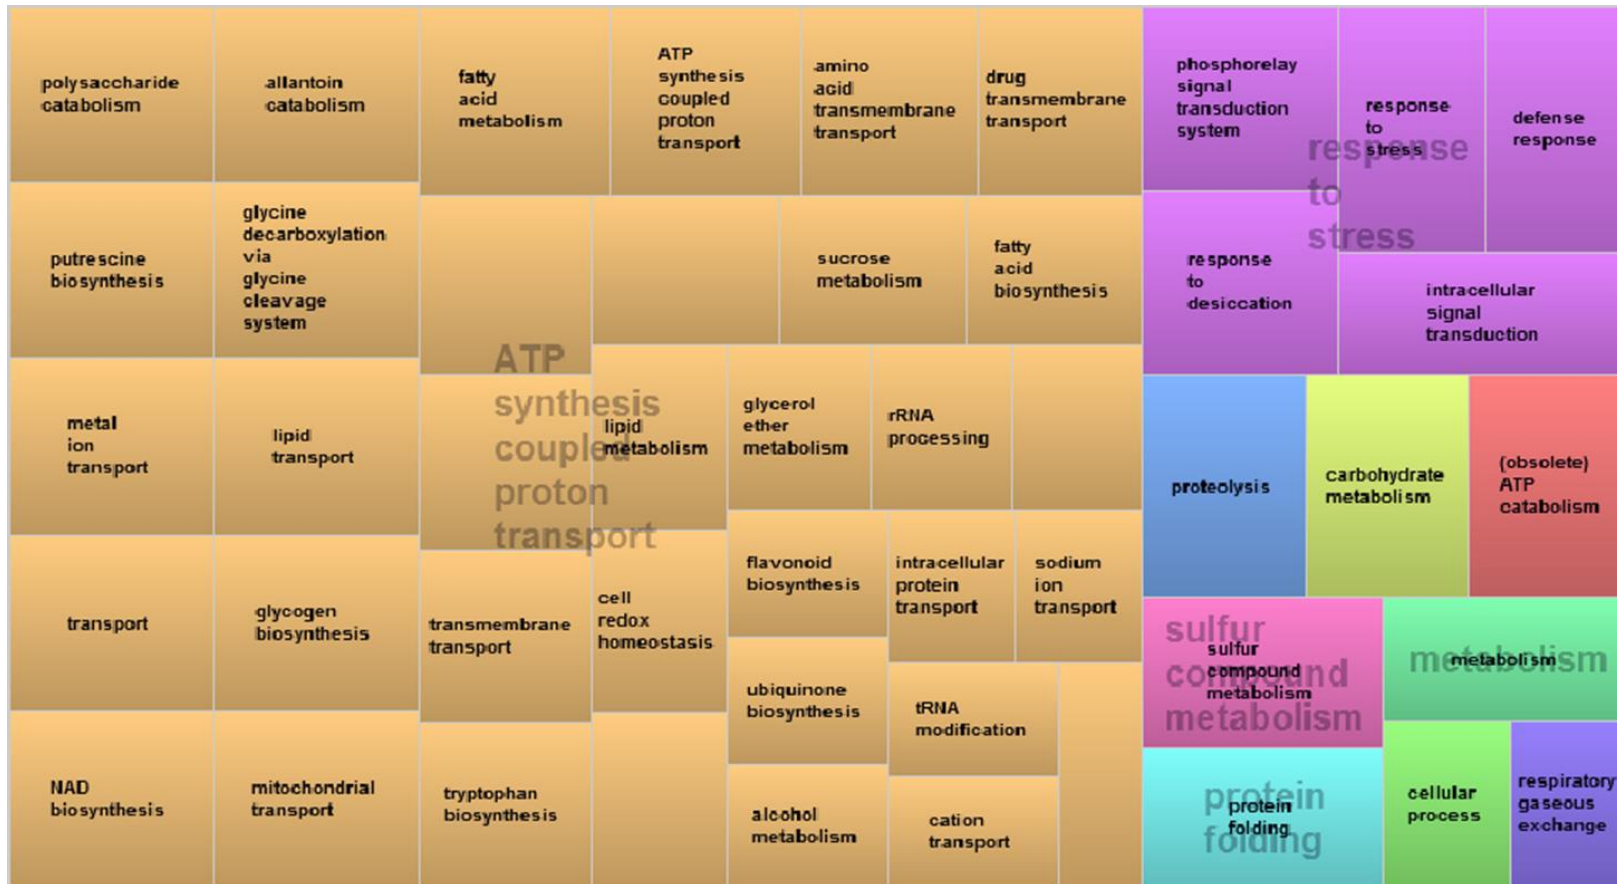 polysaccharide
catabolism
allantoin
catabolism
fatty
acid
metabolism
ATP
synthesis
coupled
proton
transport
amino
acid
transmembrane
transport
drug
transmembrane
transport
putrescine
biosynthesis
glycine
decarboxylation
via
glycine
cleavage
system
sucrose
metabolism
fatty
acid
biosynthesis
metal
ion
transport
lipid
transport
ATP
synthesis
coupled
proton
transport
lipid
metabolism
glycerol
ether
metabolism
rRNA
processing
transport
glycogen
biosynthesis
transmembrane
transport
cell
redox
homeostasis
flavonoid
biosynthesis
intracellular
protein
transport
sodium
ion
transport
ubiquinone
biosynthesis
tRNA
modification
NAD
biosynthesis
mitochondrial
transport
tryptophan
biosynthesis
alcohol
metabolism
cation
transport
phosphorelay
signal
transduction
system
response
to
stress
defense
response
response
to
stress
response
to
desiccation
intracellular
signal
transduction
proteolysis
carbohydrate
metabolism
(obsolete)
ATP
catabolism
sulfur
compound
metabolism
sulfur
compound
metabolism
metabolism
metabolism
protein
folding
protein
folding
cellular
process
respiratory
gaseous
exchange